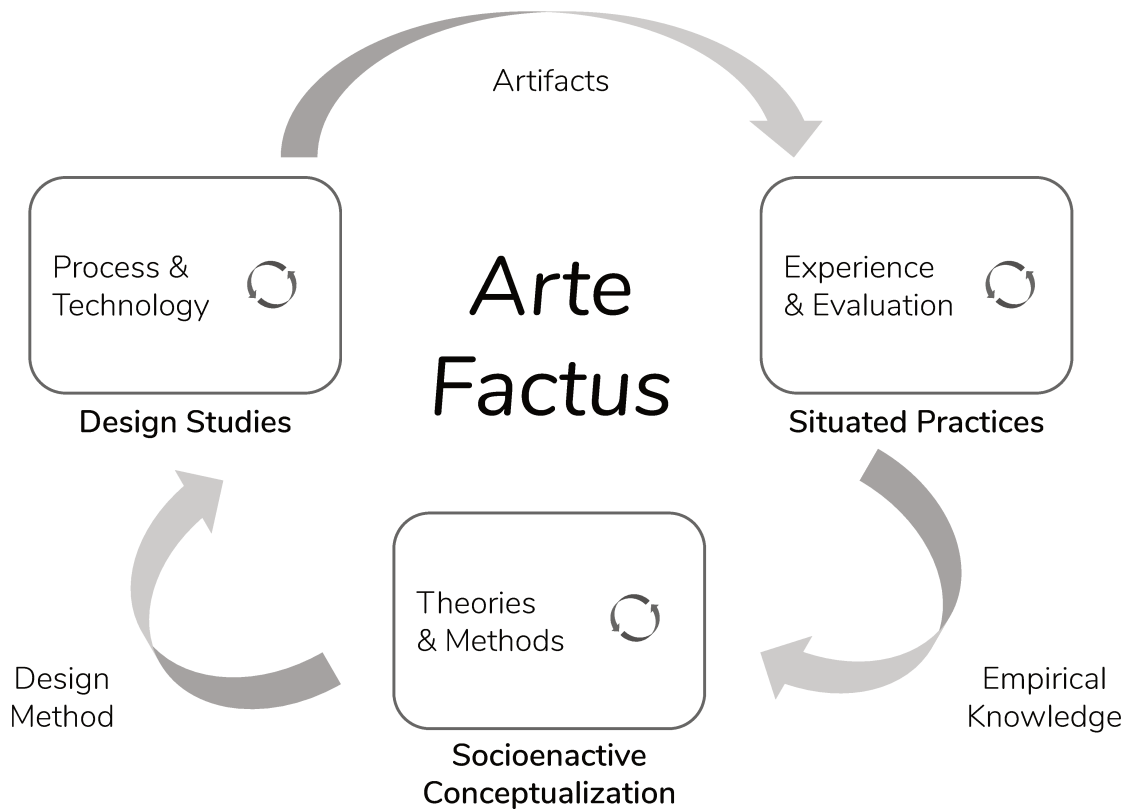 Artifacts
Process &
Technology
Design Studies
Arte
Factus
Experience
& Evaluation
Situated Practices
Theories
& Methods
Socioenactive
Conceptualization
Design
Method
Empirical
Knowledge